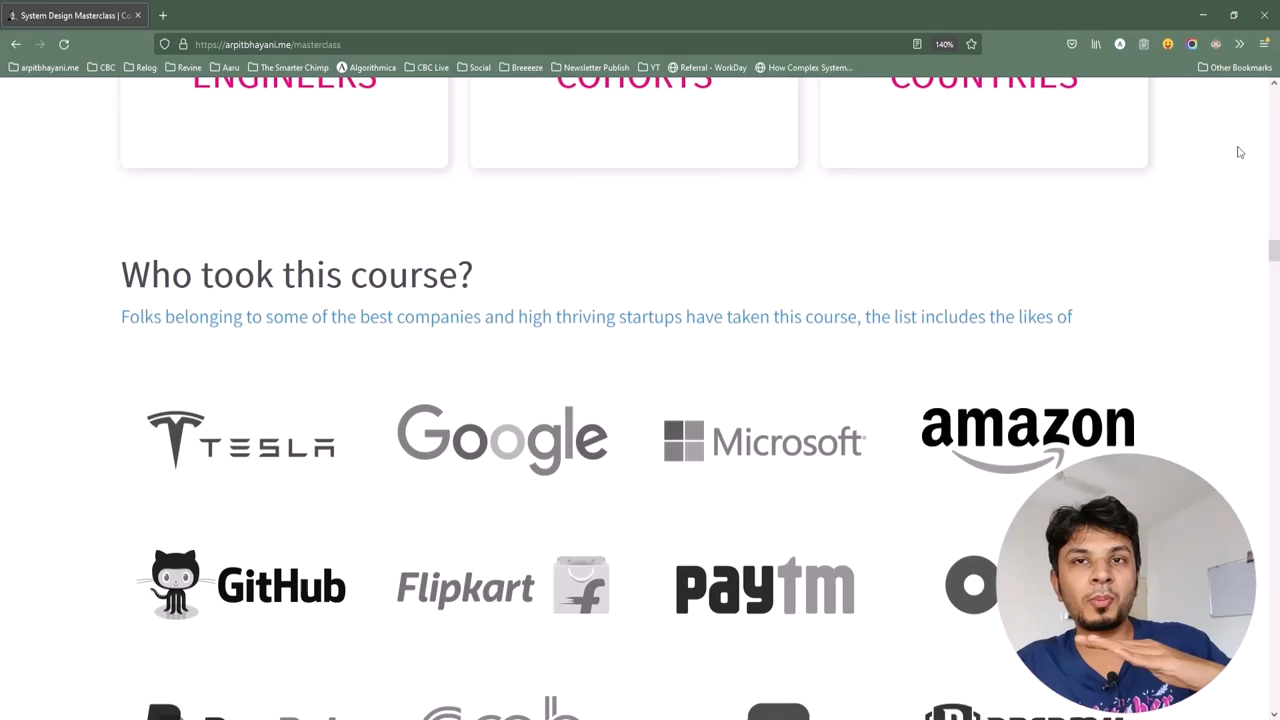 System Design Masterclass | Co
https://arpitbhayani.me/masterclass
140%
arpitbhayani.me
CBC
Relog
Revine
Aaru
The Smarter Chimp
Algorithmica
CBC Live
Social
Breeeeze
Newsletter Publish
YT
Referral - WorkDay
How Complex System...
Other Bookmarks
ENGINEERS
COHORTS
COUNTRIES
Who took this course?
Folks belonging to some of the best companies and high thriving startups have taken this course, the list includes the likes of
TESLA
Google
Microsoft
amazon
GitHub
Flipkart
paytm